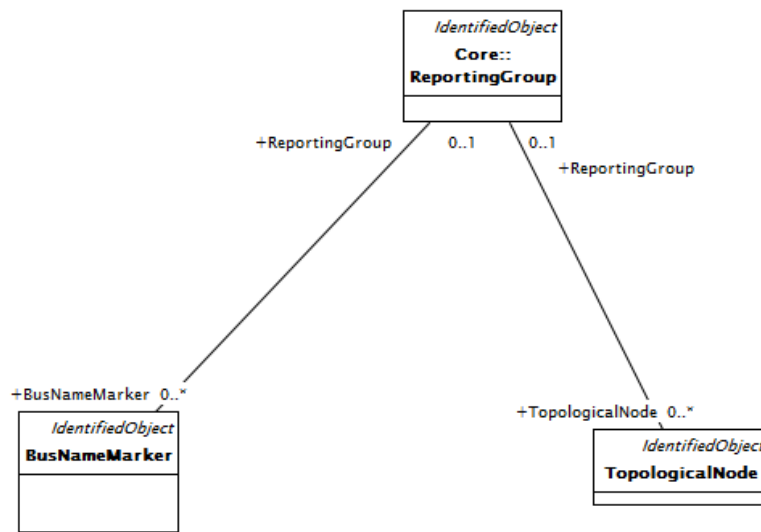 IdentifiedObject
Core::
ReportingGroup
+ReportingGroup 0..1 0..1
+ReportingGroup
+BusNameMarker 0..*
+TopologicalNode 0..*
IdentifiedObject
BusNameMarker
IdentifiedObject
TopologicalNode